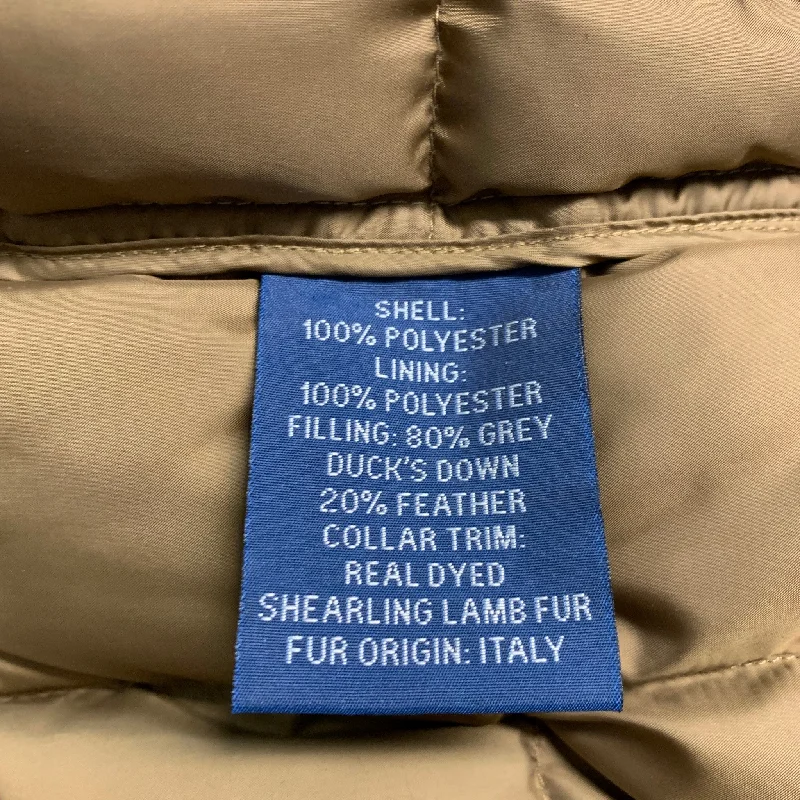 SHELL:
100% POLYESTER
LINING:
100% POLYESTER
FILLING: 80% GREY
DUCK'S DOWN
20% FEATHER
COLLAR TRIM:
REAL DYED
SHEARLING LAMB FUR
FUR ORIGIN: ITALY